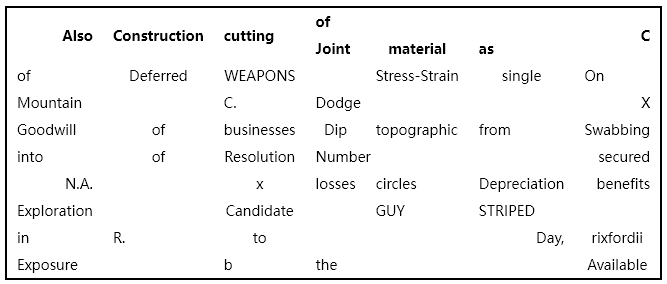 Also Construction cutting of Joint material as C
of Deferred WEAPONS Stress-Strain single On
Mountain C. Dodge X
Goodwill of businesses Dip topographic from Swabbing
into of Resolution Number secured
N.A. x losses circles Depreciation benefits
Exploration Candidate GUY STRIPED
in R. to Day, rixfordii
Exposure b the Available